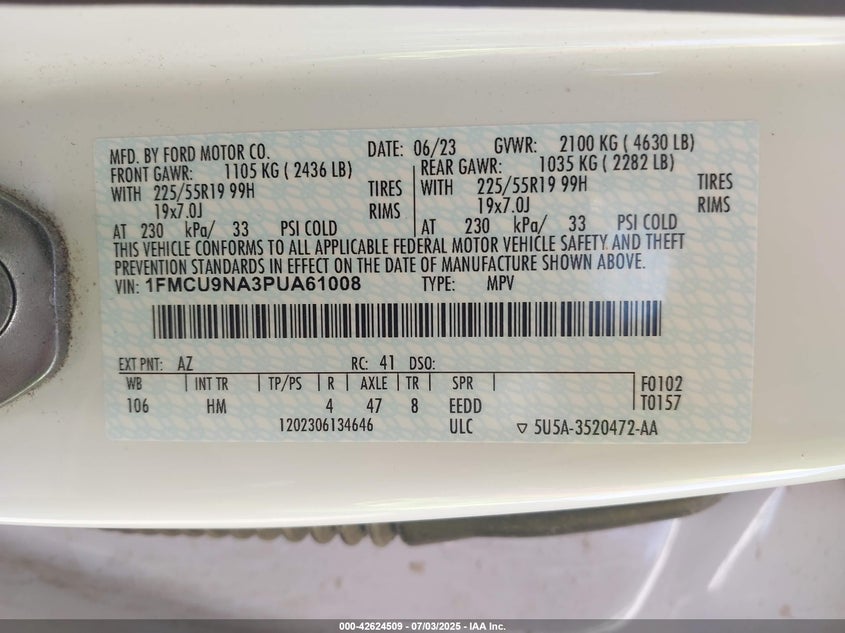 MFD. BY FORD MOTOR CO. DATE: 06/23 GVWR: 2100 KG ( 4630 LB)
FRONT GAWR: 1105 KG ( 2436 LB) REAR GAWR: 1035 KG ( 2282 LB)
WITH 225/55R19 99H TIRES WITH 225/55R19 99H TIRES
19x7.0J RIMS 19x7.0J RIMS
AT 230 kPa/ 33 PSI COLD AT 230 kPa/ 33 PSI COLD
THIS VEHICLE CONFORMS TO ALL APPLICABLE FEDERAL MOTOR VEHICLE SAFETY AND THEFT
PREVENTION STANDARDS IN EFFECT ON THE DATE OF MANUFACTURE SHOWN ABOVE.
VIN: 1FMCU9NA3PUA61008 TYPE: MPV
EXT PNT: AZ RC: 41 DSO:
WB INT TR TP/PS R AXLE TR SPR F0102
106 HM 4 47 8 EEDD T0157
1202306134646 ULC ▽ 5U5A-3520472-AA
000-42624509 - 07/03/2025 - IAA Inc.